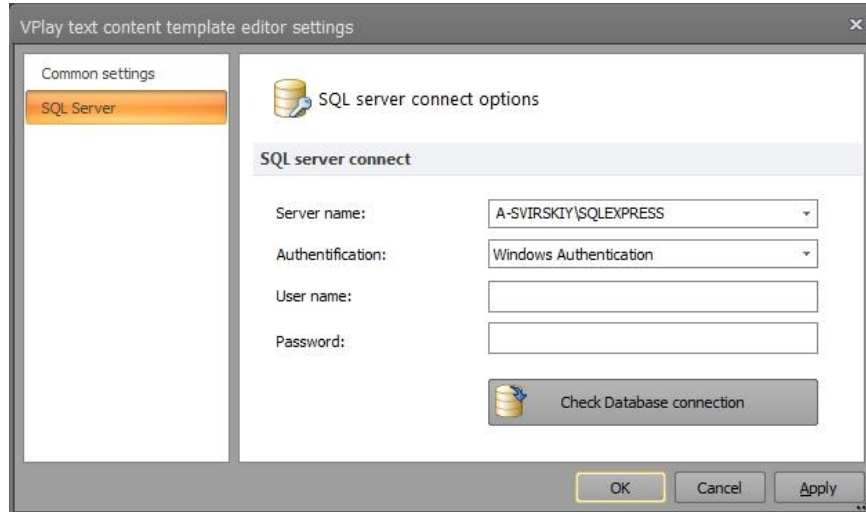 VPlay text content template editor settings
Common settings
SQL Server
SQL server connect options
SQL server connect
Server name: A-SVIRSKIY\SQLEXPRESS
Authentification: Windows Authentication
User name:
Password:
Check Database connection
OK Cancel Apply